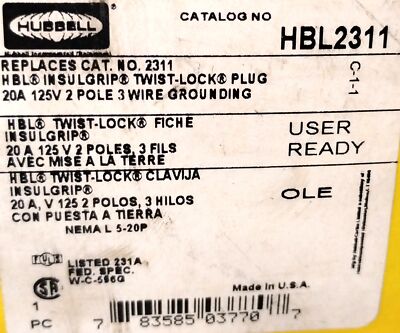 HUBBELL
CATALOG NO
HBL2311
REPLACES CAT. NO. 2311
HBL® INSULGRIP® TWIST-LOCK® PLUG
20A 125V 2 POLE 3 WIRE GROUNDING
C-1-1
HBL® TWIST-LOCK® FICHE
INSULGRIP®
20 A 125 V 2 POLES, 3 FILS
AVEC MISE A LA TERRE
USER
READY
HBL® TWIST-LOCK® CLAVIJA
INSULGRIP®
20 A, V 125 2 POLOS, 3 HILOS
CON PUESTA A TIERRA
OLE
NEMA L 5-20P
LISTED 231A
FED. SPEC.
W-C-596G
Made In U.S.A.
1
PC
7 83585 03770 7